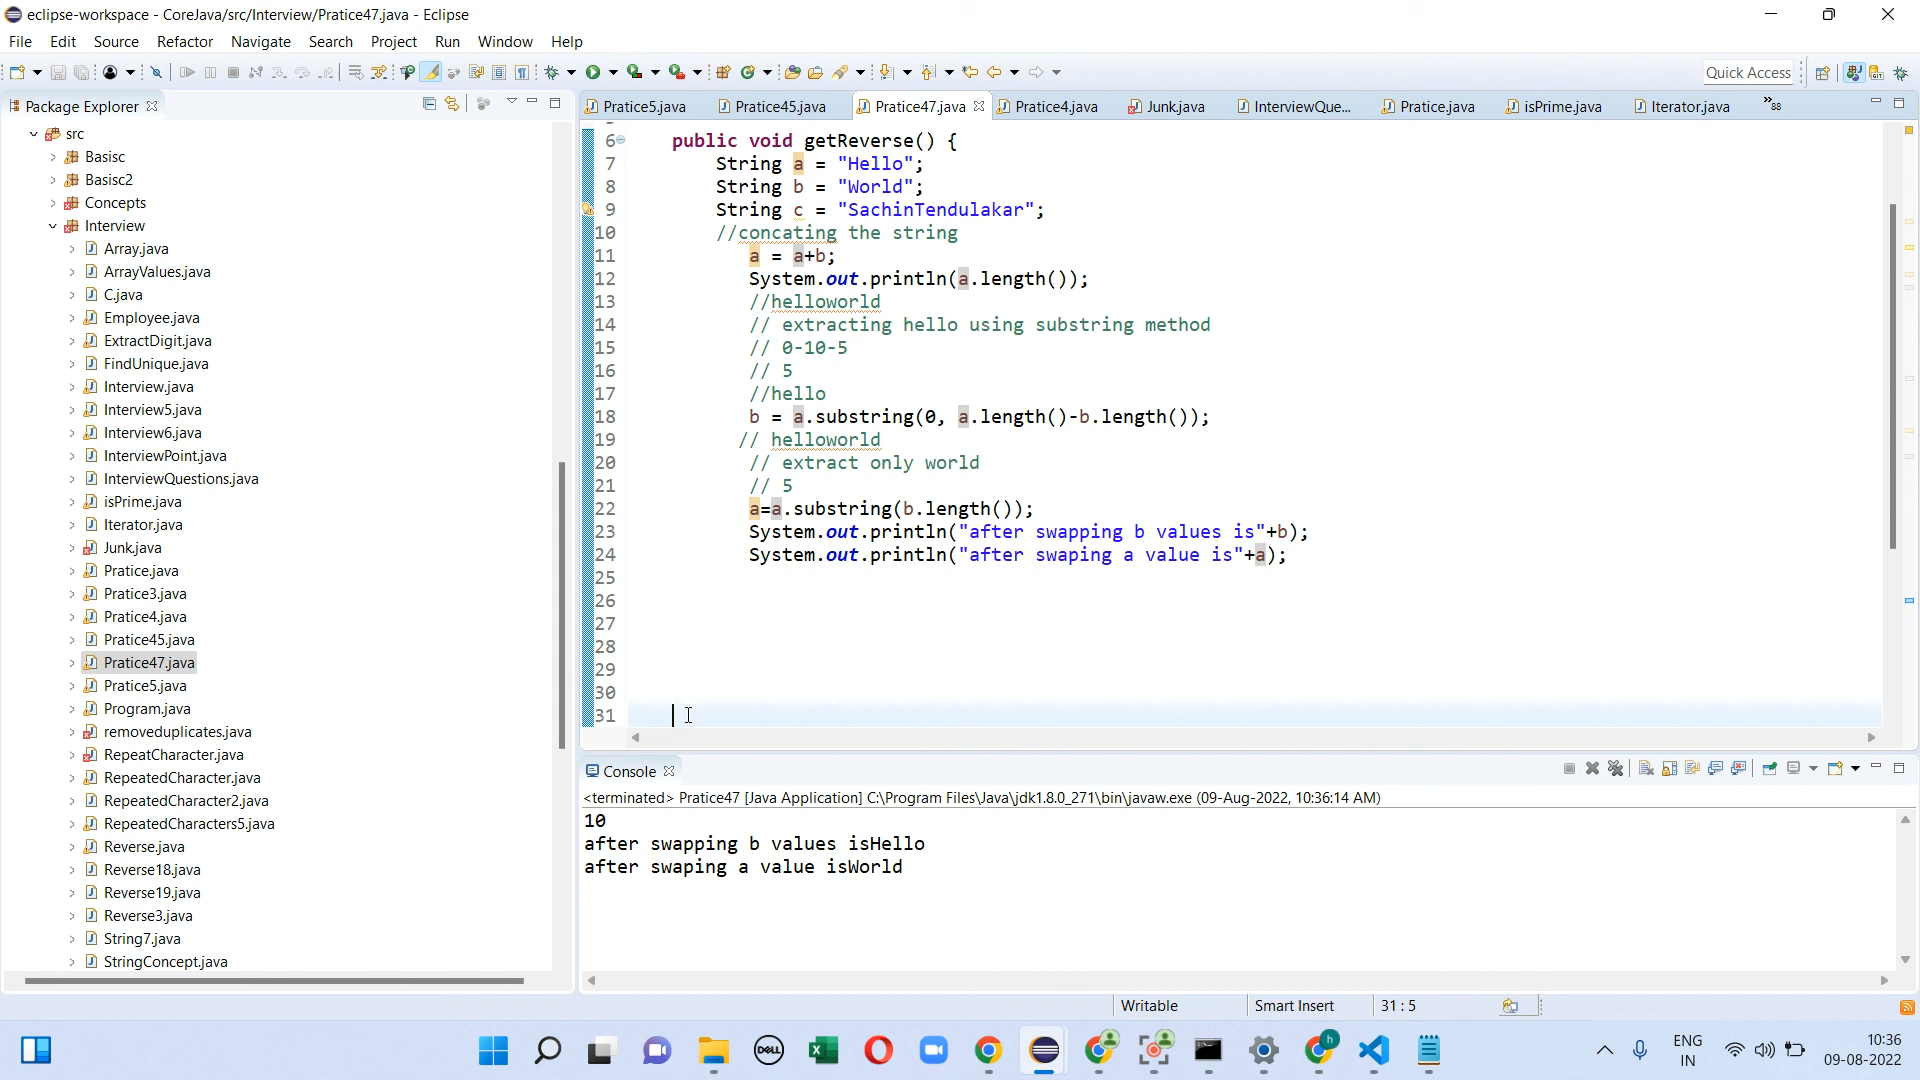 eclipse-workspace - CoreJava/src/Interview/Pratice47.java - Eclipse
File Edit Source Refactor Navigate Search Project Run Window Help
Quick Access
Package Explorer
src
Basisc
Basisc2
Concepts
Interview
Array.java
ArrayValues.java
C.java
Employee.java
ExtractDigit.java
FindUnique.java
Interview.java
Interview5.java
Interview6.java
InterviewPoint.java
InterviewQuestions.java
isPrime.java
Iterator.java
Junk.java
Pratice.java
Pratice3.java
Pratice4.java
Pratice45.java
Pratice47.java
Pratice5.java
Program.java
removeduplicates.java
RepeatCharacter.java
RepeatedCharacter.java
RepeatedCharacter2.java
RepeatedCharacters5.java
Reverse.java
Reverse18.java
Reverse19.java
Reverse3.java
String7.java
StringConcept.java
Pratice5.java Pratice45.java Pratice47.java Pratice4.java Junk.java InterviewQue... Pratice.java isPrime.java Iterator.java »88
6 public void getReverse() {
7 String a = "Hello";
8 String b = "World";
9 String c = "SachinTendulakar";
10 //concating the string
11 a = a+b;
12 System.out.println(a.length());
13 //helloworld
14 // extracting hello using substring method
15 // 0-10-5
16 // 5
17 //hello
18 b = a.substring(0, a.length()-b.length());
19 // helloworld
20 // extract only world
21 // 5
22 a=a.substring(b.length());
23 System.out.println("after swapping b values is"+b);
24 System.out.println("after swaping a value is"+a);
25
26
27
28
29
30
31
Console
<terminated> Pratice47 [Java Application] C:\Program Files\Java\jdk1.8.0_271\bin\javaw.exe (09-Aug-2022, 10:36:14 AM)
10
after swapping b values isHello
after swaping a value isWorld
Writable Smart Insert 31 : 5
DELL
h
ENG
IN
10:36
09-08-2022